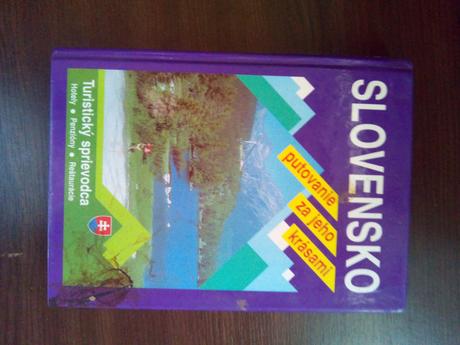 SLOVENSKO
putovanie
za jeho
krásami
Turistický sprievodca
Hotely ● Penzióny ● Reštaurácie